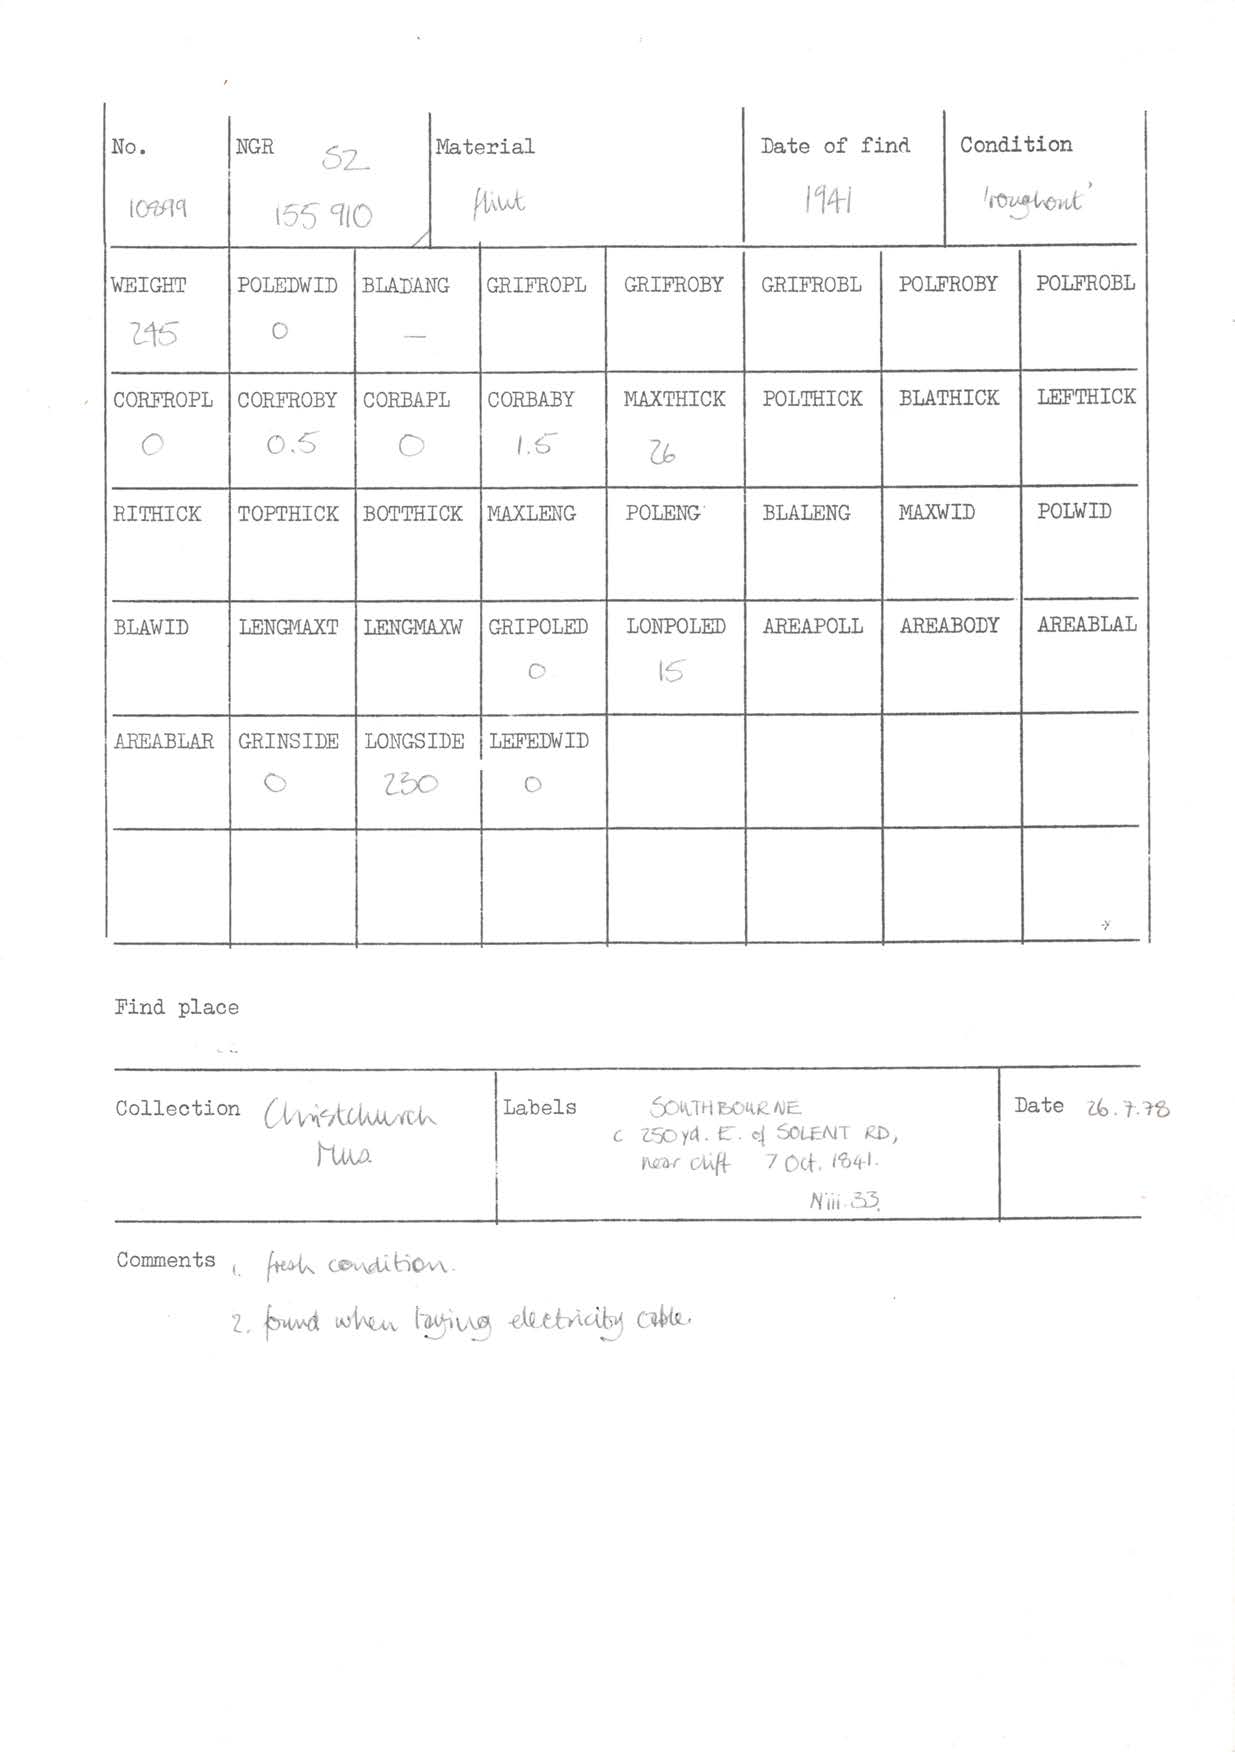 No. NGR SZ Material Date of find Condition
10899 155 910 flint 1941 'roughout'
WEIGHT POLEDWID BLADANG GRIFROPL GRIFROBY GRIFROBL POLFROBY POLFROBL
245 0 —
CORFROPL CORFROBY CORBAPL CORBABY MAXTHICK POLTHICK BLATHICK LEFTHICK
0 0.5 0 1.5 26
RITHICK TOPTHICK BOTTHICK MAXLENG POLENG BLALENG MAXWID POLWID
BLAWID LENGMAXT LENGMAXW GRIPOLED LONPOLED AREAPOLL AREABODY AREABLAL
0 15
AREABLAR GRINSIDE LONGSIDE LEFEDWID
0 230 0
Find place
Collection Christchurch
Mus.
Labels SOUTHBOURNE
c 250yd. E. of SOLENT RD,
near cliff 7 Oct. 1841.
N iii.33.
Date 26.7.78
Comments 1. fresh condition.
2. found when laying electricity cable.